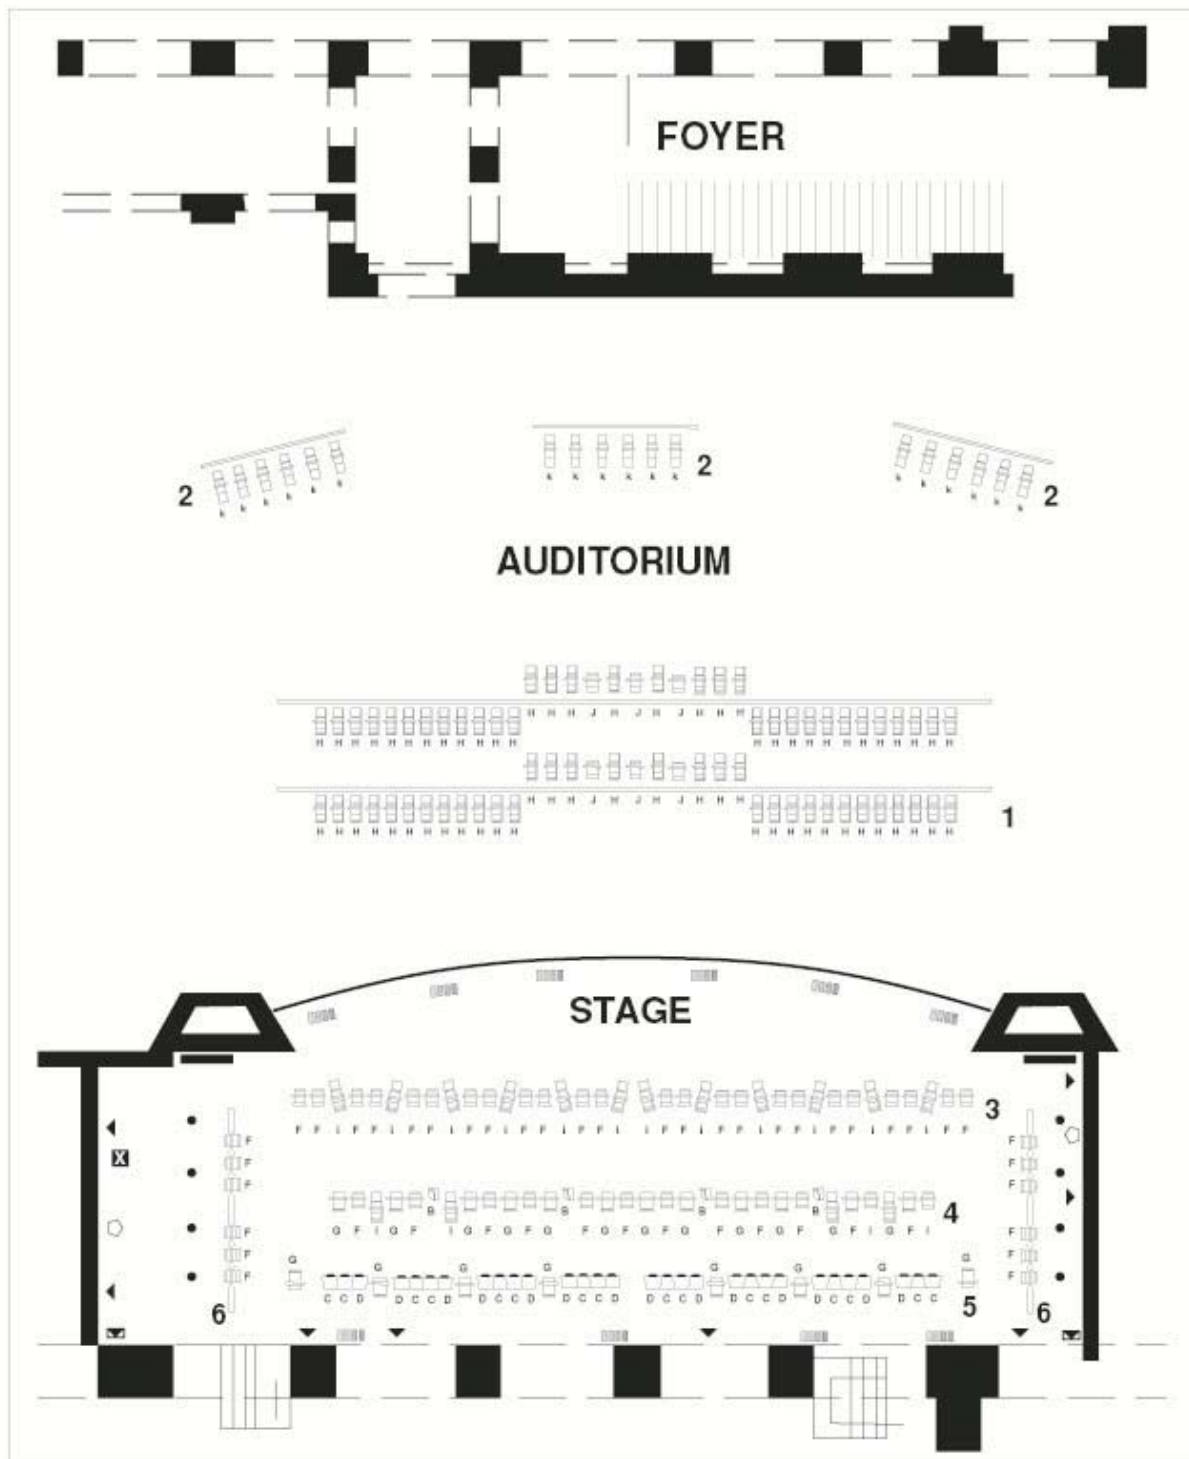 FOYER
2
k k k k k k
k k k k k k
2
k k k k k k
2
AUDITORIUM
H H H J H J H J H H H
H H H H H H H H H H H H
H H H H H H H H H H H H
H H H J H J H J H H H
H H H H H H H H H H H H
H H H H H H H H H H H H
1
STAGE
3
F F I F F I F F I F F I F F I F F I I F F I F F I F F I F F I F F I F F
X
F
F
F
F
F
F
F
F
F
F
F
F
4
B B B B
G F I G F I G F G F G F G F G F G F G F G F G F I G F I
G G G G G G G G
C C D D C C D D C C D D C C D D C C D D C C D D C C D D C C
5
6
6